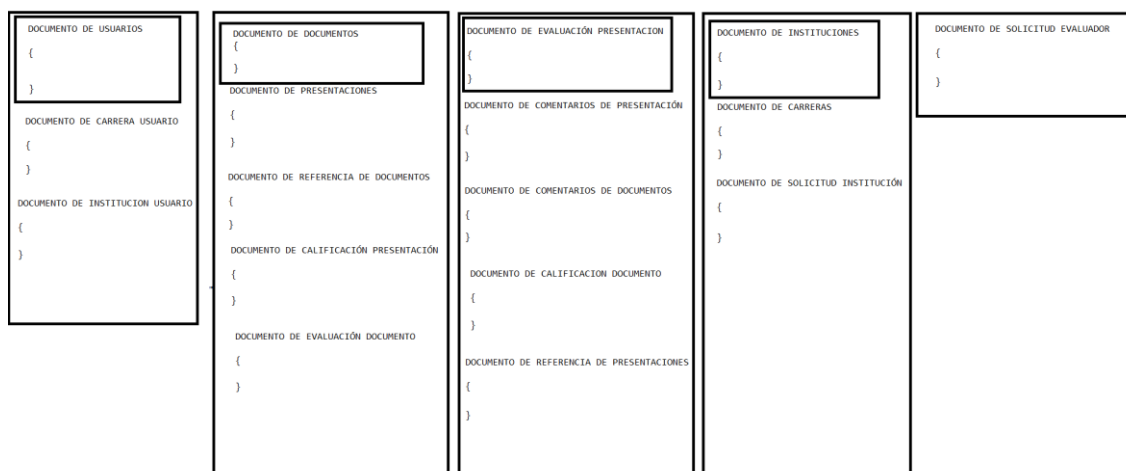 DOCUMENTO DE USUARIOS
{
}
DOCUMENTO DE CARRERA USUARIO
{
}
DOCUMENTO DE INSTITUCION USUARIO
{
}
DOCUMENTO DE DOCUMENTOS
{
}
DOCUMENTO DE PRESENTACIONES
{
}
DOCUMENTO DE REFERENCIA DE DOCUMENTOS
{
}
DOCUMENTO DE CALIFICACIÓN PRESENTACIÓN
{
}
DOCUMENTO DE EVALUACIÓN DOCUMENTO
{
}
DOCUMENTO DE EVALUACIÓN PRESENTACION
{
}
DOCUMENTO DE COMENTARIOS DE PRESENTACIÓN
{
}
DOCUMENTO DE COMENTARIOS DE DOCUMENTOS
{
}
DOCUMENTO DE CALIFICACION DOCUMENTO
{
}
DOCUMENTO DE REFERENCIA DE PRESENTACIONES
{
}
DOCUMENTO DE INSTITUCIONES
{
}
DOCUMENTO DE CARRERAS
{
}
DOCUMENTO DE SOLICITUD INSTITUCIÓN
{
}
DOCUMENTO DE SOLICITUD EVALUADOR
{
}